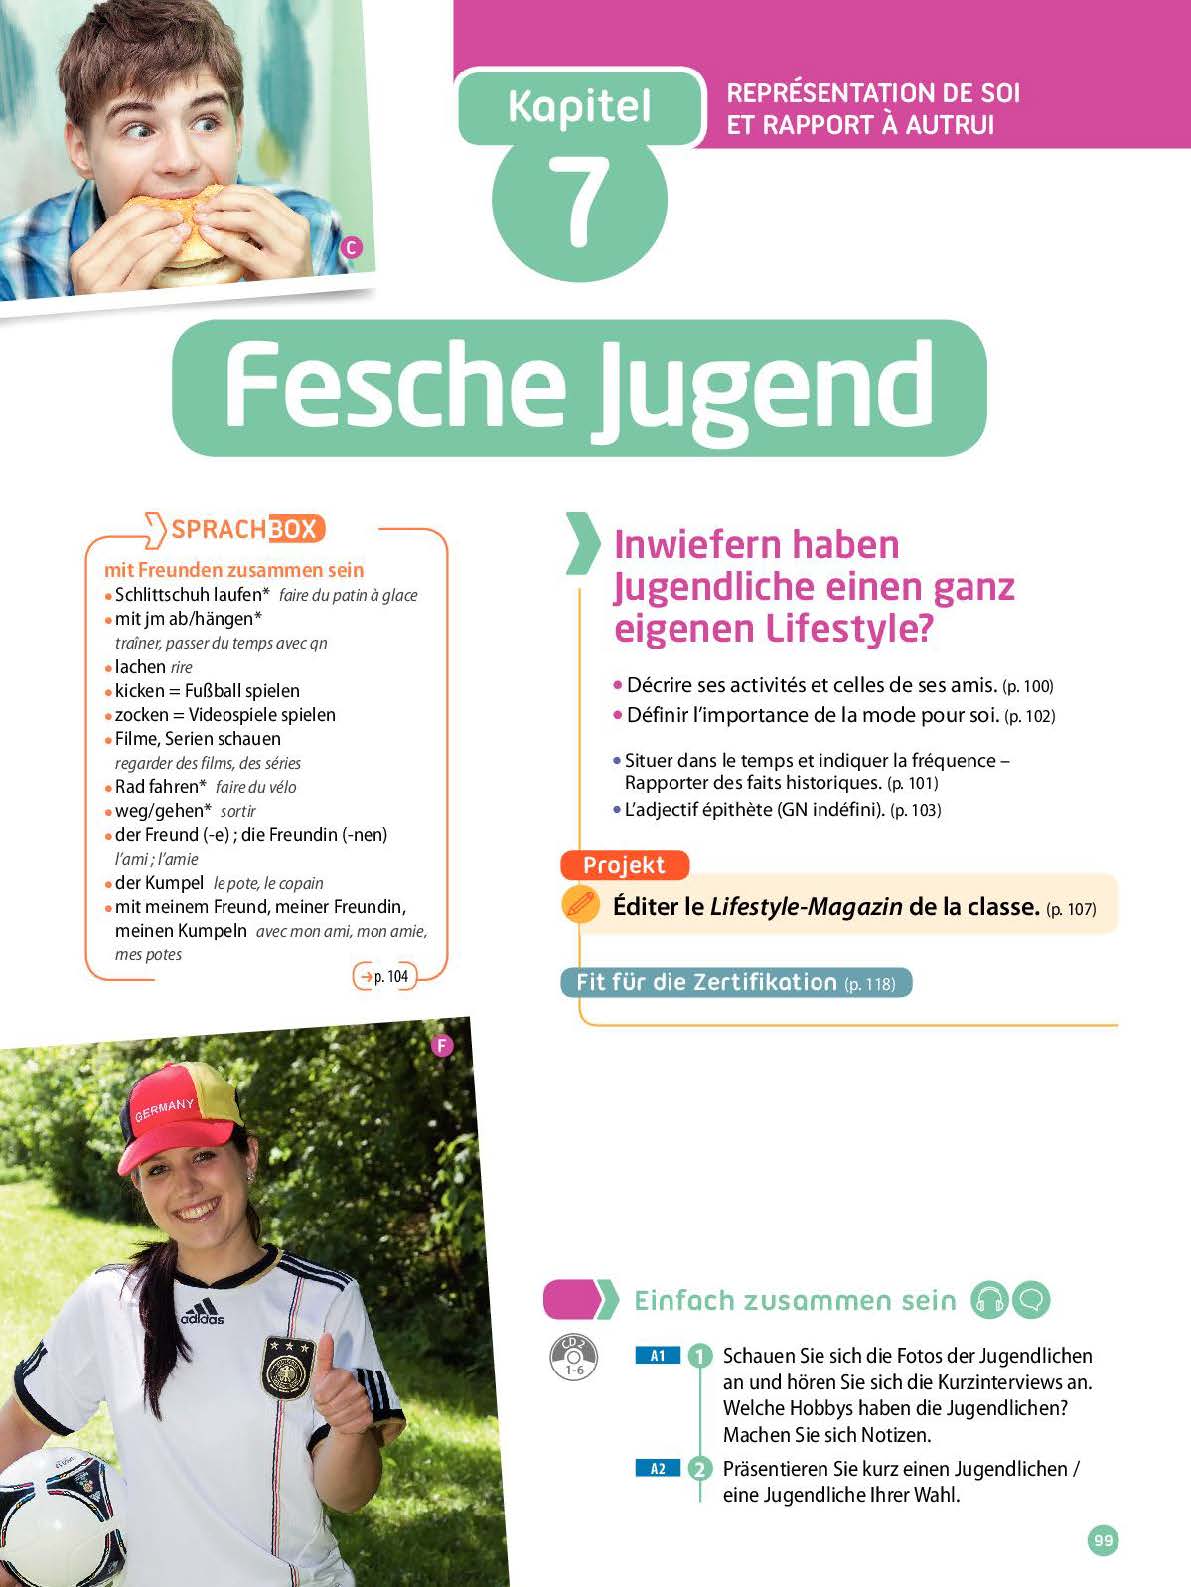 Kapitel
7
REPRÉSENTATION DE SOI
ET RAPPORT À AUTRUI
C
Fesche Jugend
SPRACHBOX
mit Freunden zusammen sein
• Schlittschuh laufen* faire du patin à glace
• mit jm ab/hängen*
traîner, passer du temps avec qn
• lachen rire
• kicken = Fußball spielen
• zocken = Videospiele spielen
• Filme, Serien schauen
regarder des films, des séries
• Rad fahren* faire du vélo
• weg/gehen* sortir
• der Freund (-e) ; die Freundin (-nen)
l'ami ; l'amie
• der Kumpel le pote, le copain
• mit meinem Freund, meiner Freundin,
meinen Kumpeln avec mon ami, mon amie,
mes potes
→ p. 104
Inwiefern haben
Jugendliche einen ganz
eigenen Lifestyle?
• Décrire ses activités et celles de ses amis. (p. 100)
• Définir l'importance de la mode pour soi. (p. 102)
• Situer dans le temps et indiquer la fréquence –
Rapporter des faits historiques. (p. 101)
• L'adjectif épithète (GN indéfini). (p. 103)
Projekt
Éditer le Lifestyle-Magazin de la classe. (p. 107)
Fit für die Zertifikation (p. 118)
F
GERMANY
adidas
Einfach zusammen sein
CD 2
1-6
A1 1 Schauen Sie sich die Fotos der Jugendlichen
an und hören Sie sich die Kurzinterviews an.
Welche Hobbys haben die Jugendlichen?
Machen Sie sich Notizen.
A2 2 Präsentieren Sie kurz einen Jugendlichen /
eine Jugendliche Ihrer Wahl.
99